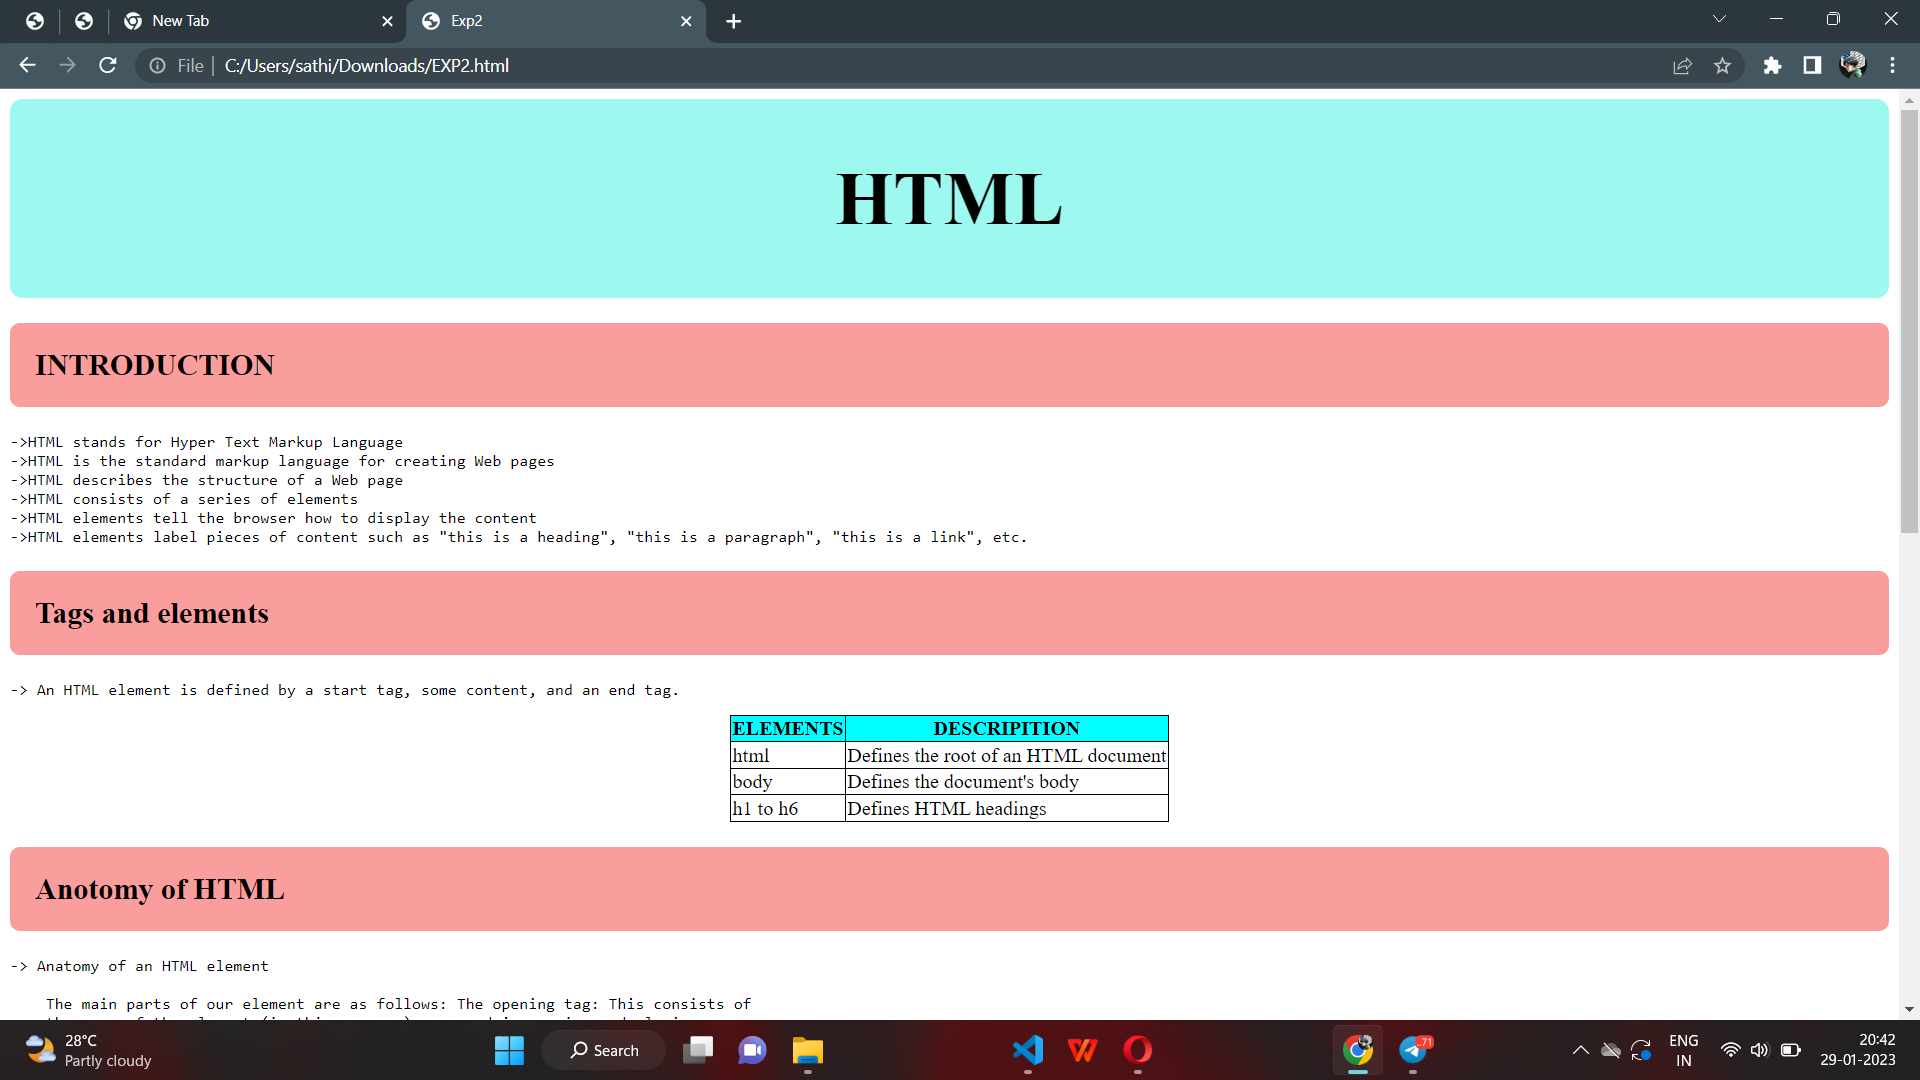 New Tab
Exp2
File
C:/Users/sathi/Downloads/EXP2.html
HTML
INTRODUCTION
->HTML stands for Hyper Text Markup Language
->HTML is the standard markup language for creating Web pages
->HTML describes the structure of a Web page
->HTML consists of a series of elements
->HTML elements tell the browser how to display the content
->HTML elements label pieces of content such as "this is a heading", "this is a paragraph", "this is a link", etc.
Tags and elements
-> An HTML element is defined by a start tag, some content, and an end tag.
ELEMENTS DESCRIPITION
html Defines the root of an HTML document
body Defines the document's body
h1 to h6 Defines HTML headings
Anotomy of HTML
-> Anatomy of an HTML element
The main parts of our element are as follows: The opening tag: This consists of
28°C
Partly cloudy
Search
71
ENG
IN
20:42
29-01-2023